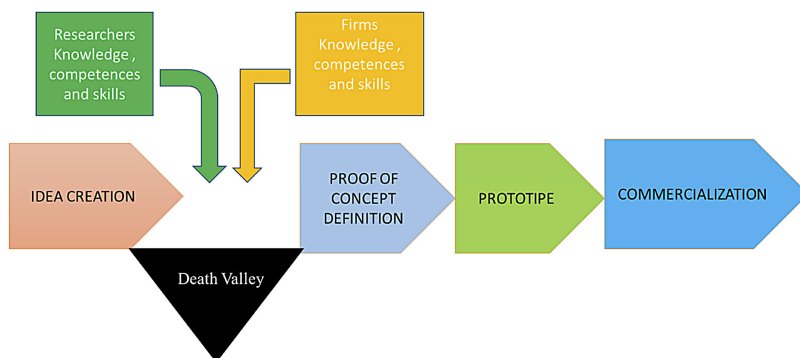 Researchers
Knowledge ,
competences
and skills
Firms
Knowledge ,
competences
and skills
IDEA CREATION
PROOF OF
CONCEPT
DEFINITION
PROTOTIPE
COMMERCIALIZATION
Death Valley